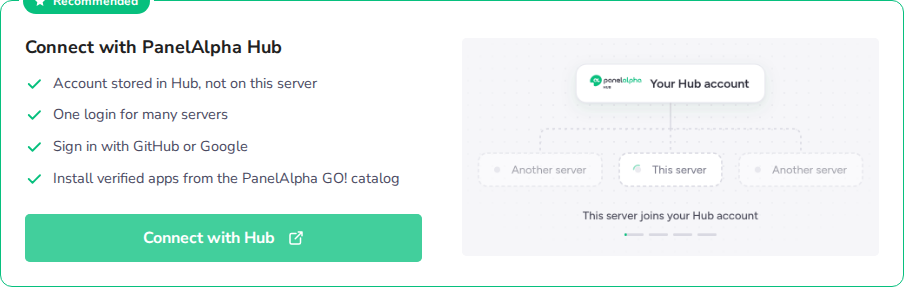 Recommended
Connect with PanelAlpha Hub
Account stored in Hub, not on this server
One login for many servers
Sign in with GitHub or Google
Install verified apps from the PanelAlpha GO! catalog
Connect with Hub
panelalpha
HUB
Your Hub account
Another server
This server
Another server
This server joins your Hub account